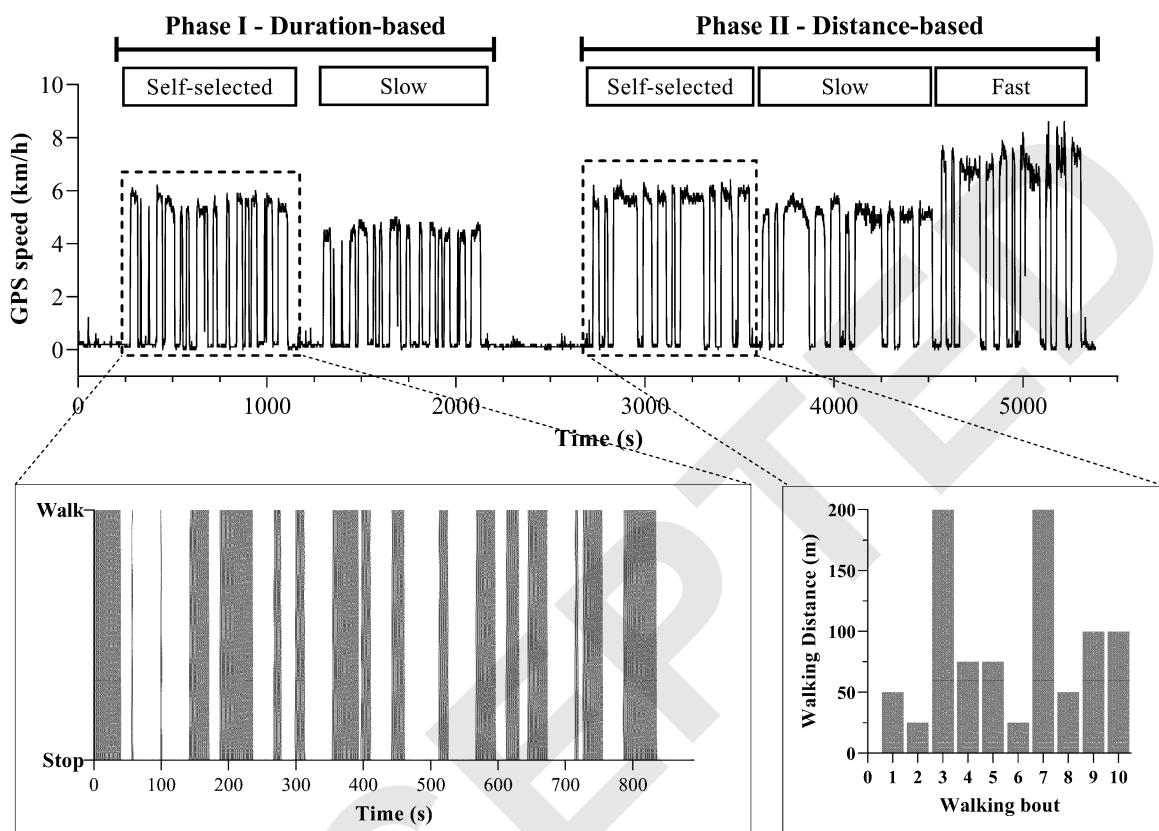 Phase I - Duration-based
Phase II - Distance-based
Self-selected
Slow
Self-selected
Slow
Fast
GPS speed (km/h)
10
8
6
4
2
0
0
1000
2000
3000
4000
5000
Time (s)
Walk
Stop
0
100
200
300
400
500
600
700
800
Time (s)
Walking Distance (m)
200
150
100
50
0
0
1
2
3
4
5
6
7
8
9
10
Walking bout
CEPTED